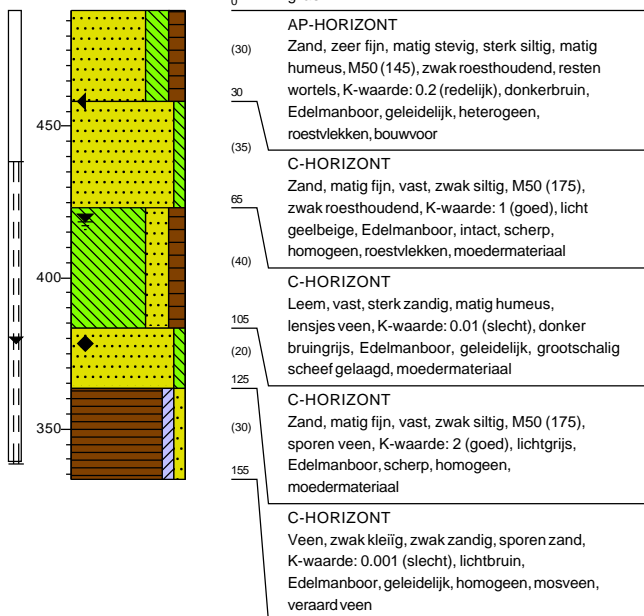 0
AP-HORIZONT
(30)
Zand, zeer fijn, matig stevig, sterk siltig, matig
humeus, M50 (145), zwak roesthoudend, resten
wortels, K-waarde: 0.2 (redelijk), donkerbruin,
Edelmanboor, geleidelijk, heterogeen,
roestvlekken, bouwvoor
30
450
(35)
C-HORIZONT
Zand, matig fijn, vast, zwak siltig, M50 (175),
zwak roesthoudend, K-waarde: 1 (goed), licht
geelbeige, Edelmanboor, intact, scherp,
homogeen, roestvlekken, moedermateriaal
65
(40)
400
C-HORIZONT
Leem, vast, sterk zandig, matig humeus,
lensjes veen, K-waarde: 0.01 (slecht), donker
bruingrijs, Edelmanboor, geleidelijk, grootschalig
scheef gelaagd, moedermateriaal
105
(20)
125
C-HORIZONT
Zand, matig fijn, vast, zwak siltig, M50 (175),
sporen veen, K-waarde: 2 (goed), lichtgrijs,
Edelmanboor, scherp, homogeen,
moedermateriaal
350
(30)
155
C-HORIZONT
Veen, zwak kleiïg, zwak zandig, sporen zand,
K-waarde: 0.001 (slecht), lichtbruin,
Edelmanboor, geleidelijk, homogeen, mosveen,
veraard veen